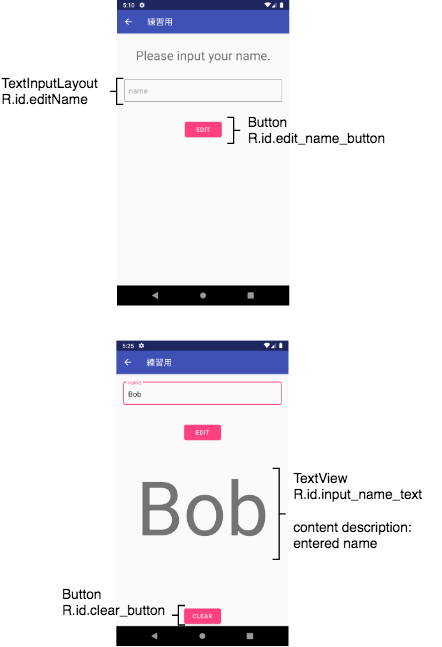 5:10
練習用
Please input your name.
TextInputLayout
R.id.editName
name
EDIT
Button
R.id.edit_name_button
5:25
練習用
name
Bob
EDIT
Bob
TextView
R.id.input_name_text
content description:
entered name
Button
R.id.clear_button
CLEAR